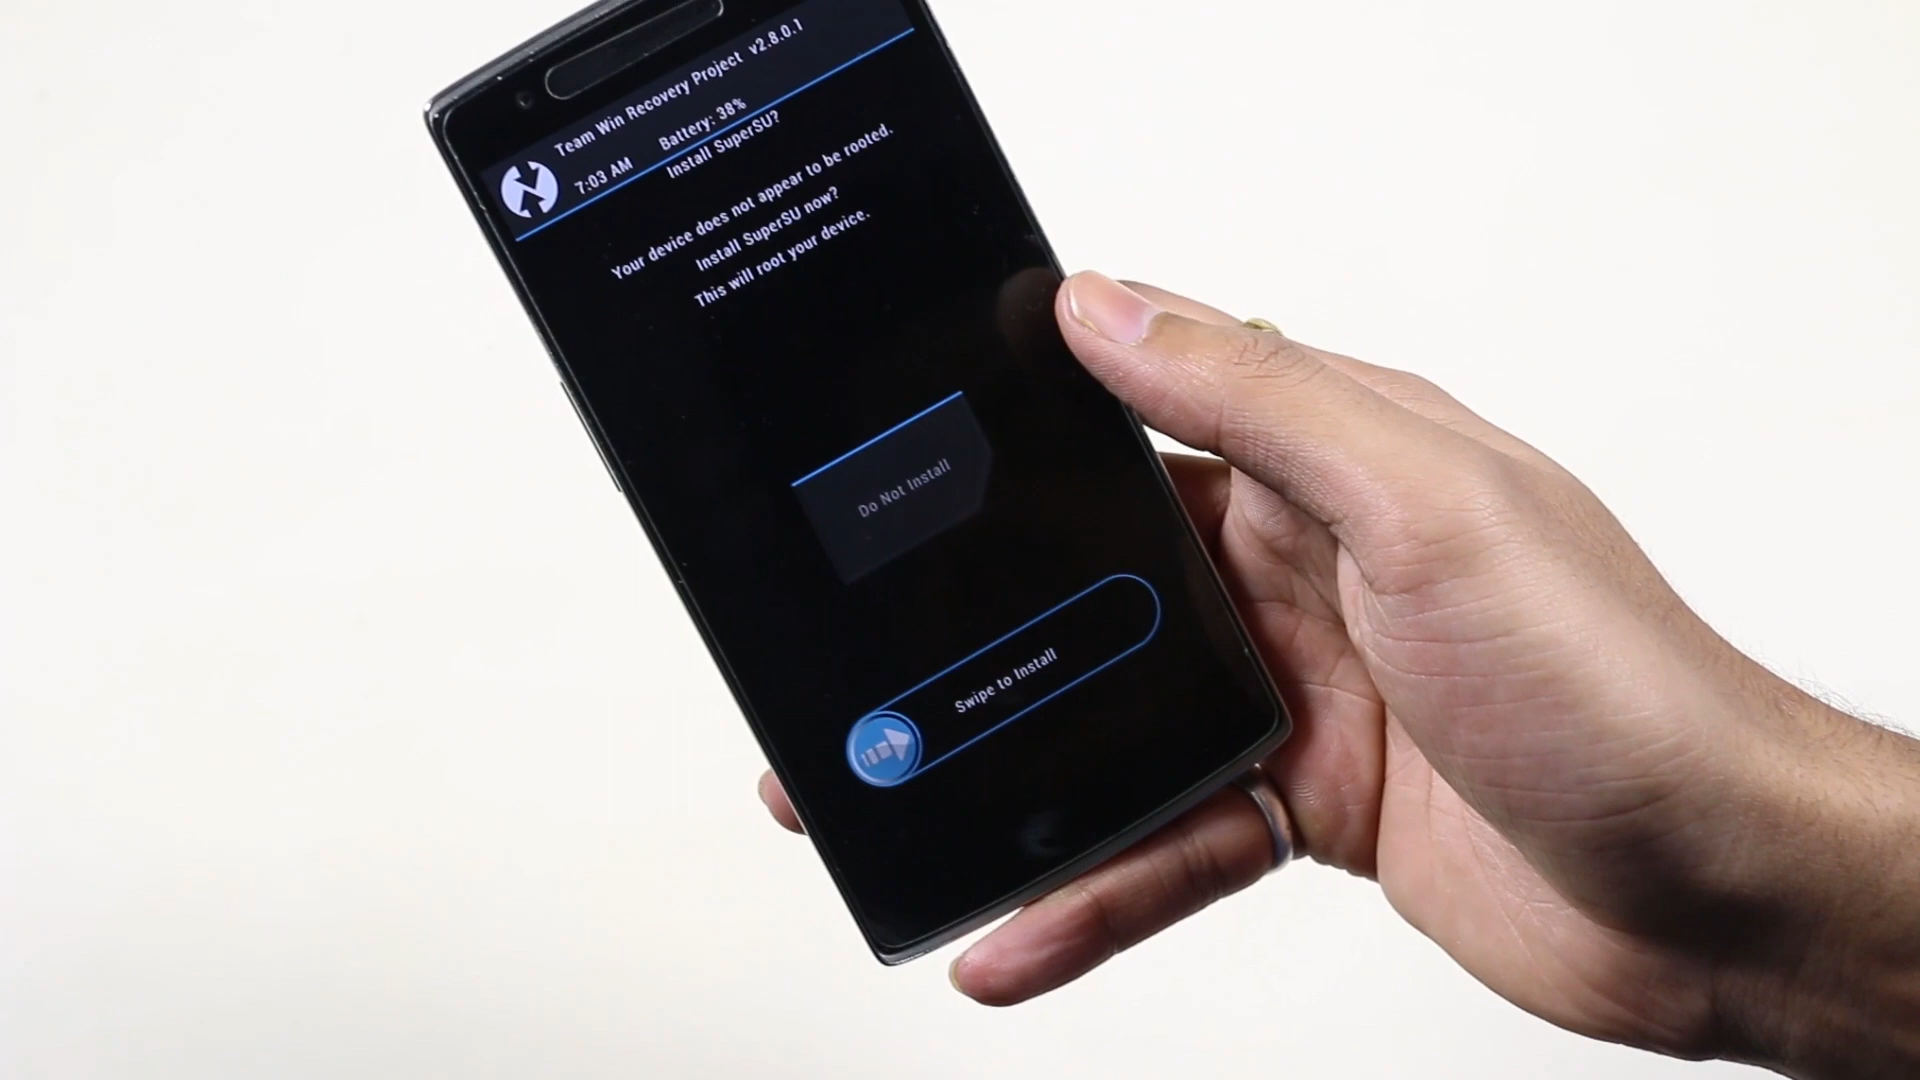 Team Win Recovery Project v2.8.0.1
7:03 AM Battery: 38%
Install SuperSU?
Your device does not appear to be rooted.
Install SuperSU now?
This will root your device.
Do Not Install
Swipe to Install